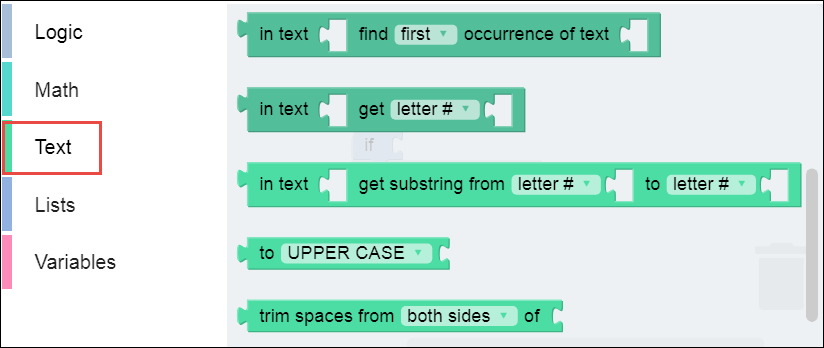 Logic
Math
Text
Lists
Variables
in text find first ▾ occurrence of text
in text get letter # ▾
if
in text get substring from letter # ▾ to letter # ▾
to UPPER CASE ▾
trim spaces from both sides ▾ of